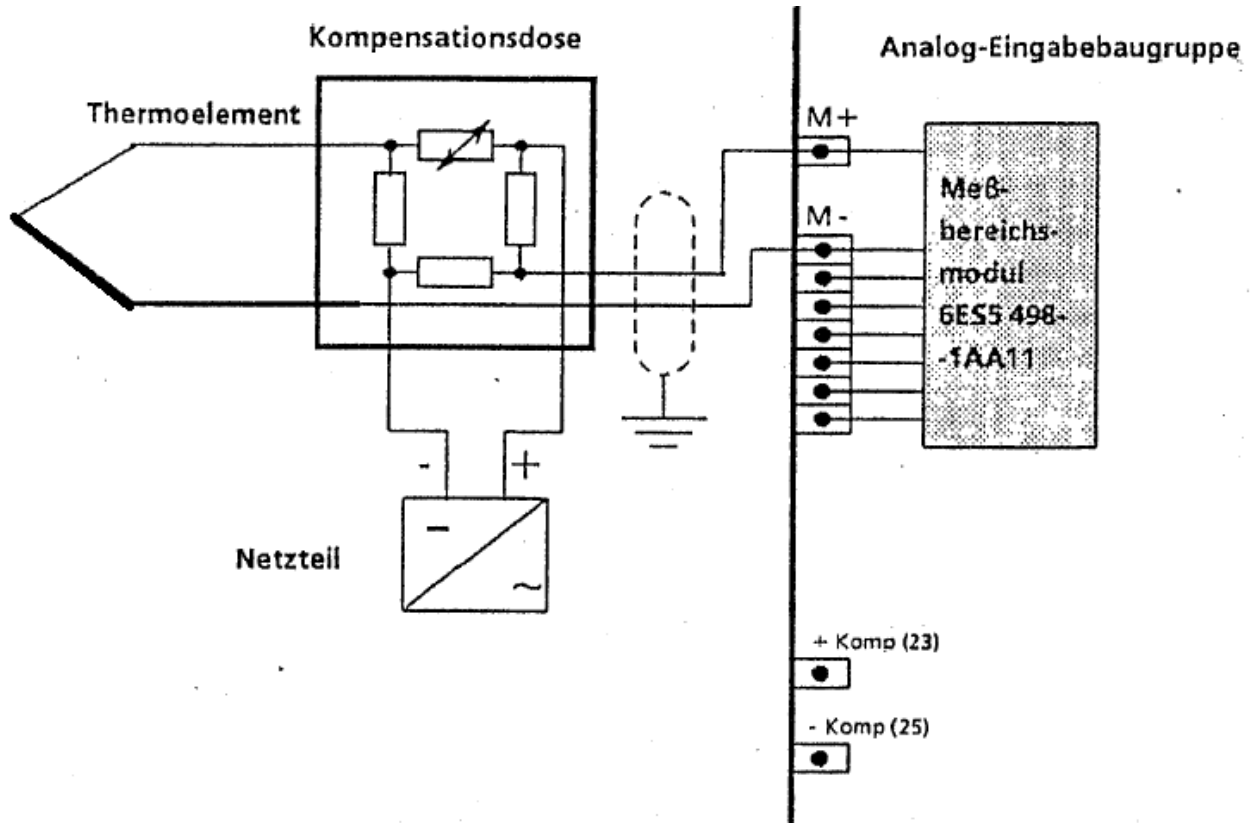 Kompensationsdose
Analog-Eingabebaugruppe
Thermoelement
M+
Meß-
bereichs-
modul
6ES5 498-
-1AA11
M-
- +
Netzteil
−
~
+ Komp (23)
- Komp (25)